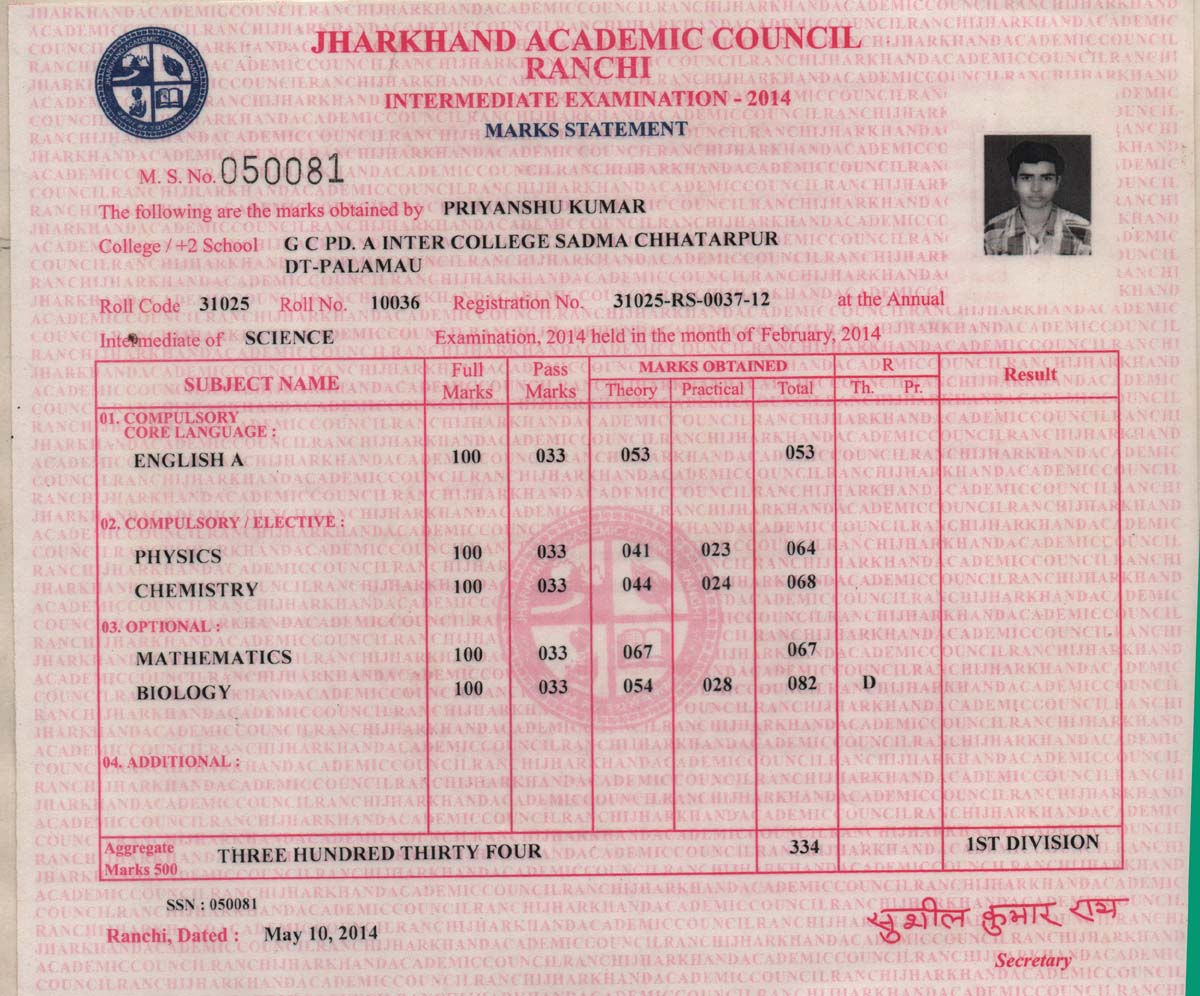 JHARKHAND ACADEMIC COUNCIL
RANCHI
INTERMEDIATE EXAMINATION - 2014
MARKS STATEMENT
M. S. No. 050081
The following are the marks obtained by PRIYANSHU KUMAR
College / +2 School G C PD. A INTER COLLEGE SADMA CHHATARPUR
DT-PALAMAU
Roll Code 31025 Roll No. 10036 Registration No. 31025-RS-0037-12 at the Annual
Intermediate of SCIENCE Examination, 2014 held in the month of February, 2014
SUBJECT NAME Full Marks Pass Marks MARKS OBTAINED R Result
Theory Practical Total Th. Pr.
01. COMPULSORY
CORE LANGUAGE :
ENGLISH A 100 033 053 053
02. COMPULSORY / ELECTIVE :
PHYSICS 100 033 041 023 064
CHEMISTRY 100 033 044 024 068
03. OPTIONAL :
MATHEMATICS 100 033 067 067
BIOLOGY 100 033 054 028 082 D
04. ADDITIONAL :
Aggregate
Marks 500 THREE HUNDRED THIRTY FOUR 334 1ST DIVISION
SSN : 050081
Ranchi, Dated : May 10, 2014
सुशील कुमार राय
Secretary